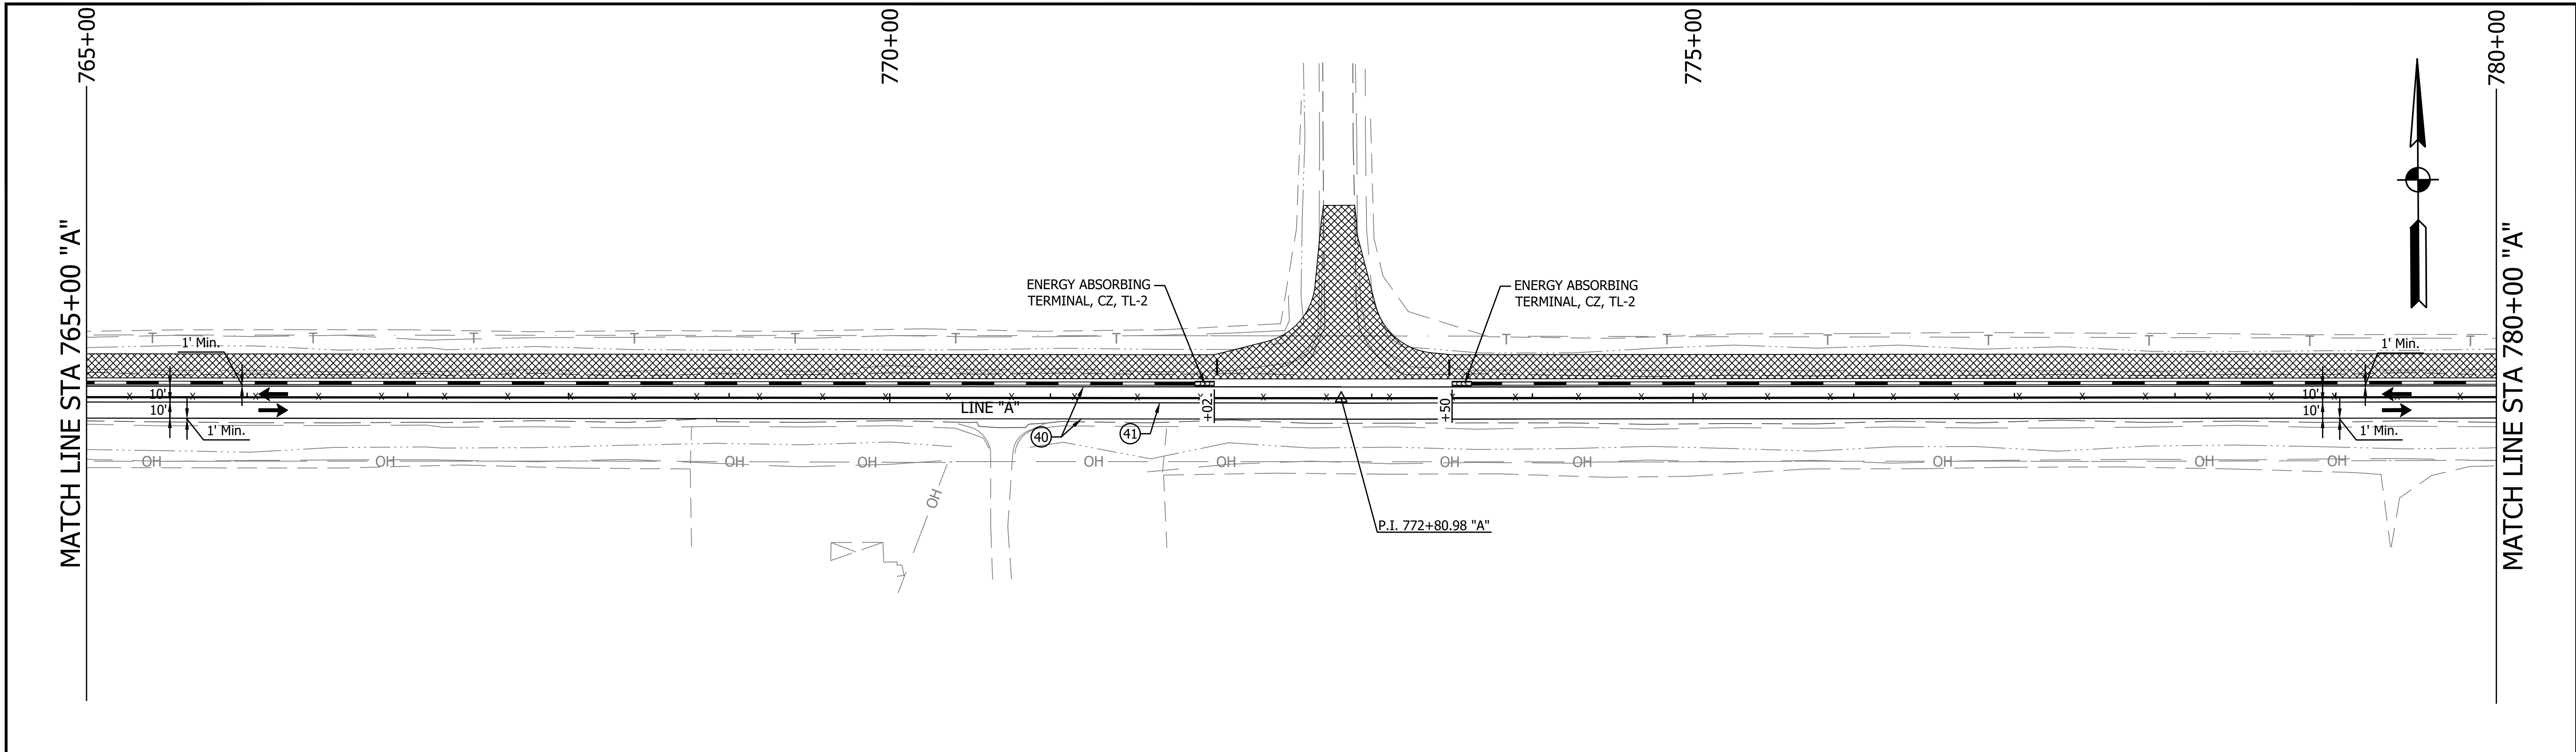 765+00
770+00
775+00
780+00
MATCH LINE STA 765+00 "A"
MATCH LINE STA 780+00 "A"
ENERGY ABSORBING
TERMINAL, CZ, TL-2
ENERGY ABSORBING
TERMINAL, CZ, TL-2
T T T T T T T T T T T T T T
1' Min.
1' Min.
10'
10'
10'
10'
LINE "A"
+02
+50
1' Min.
40
41
1' Min.
OH OH OH OH OH OH OH OH OH OH OH
OH
P.I. 772+80.98 "A"